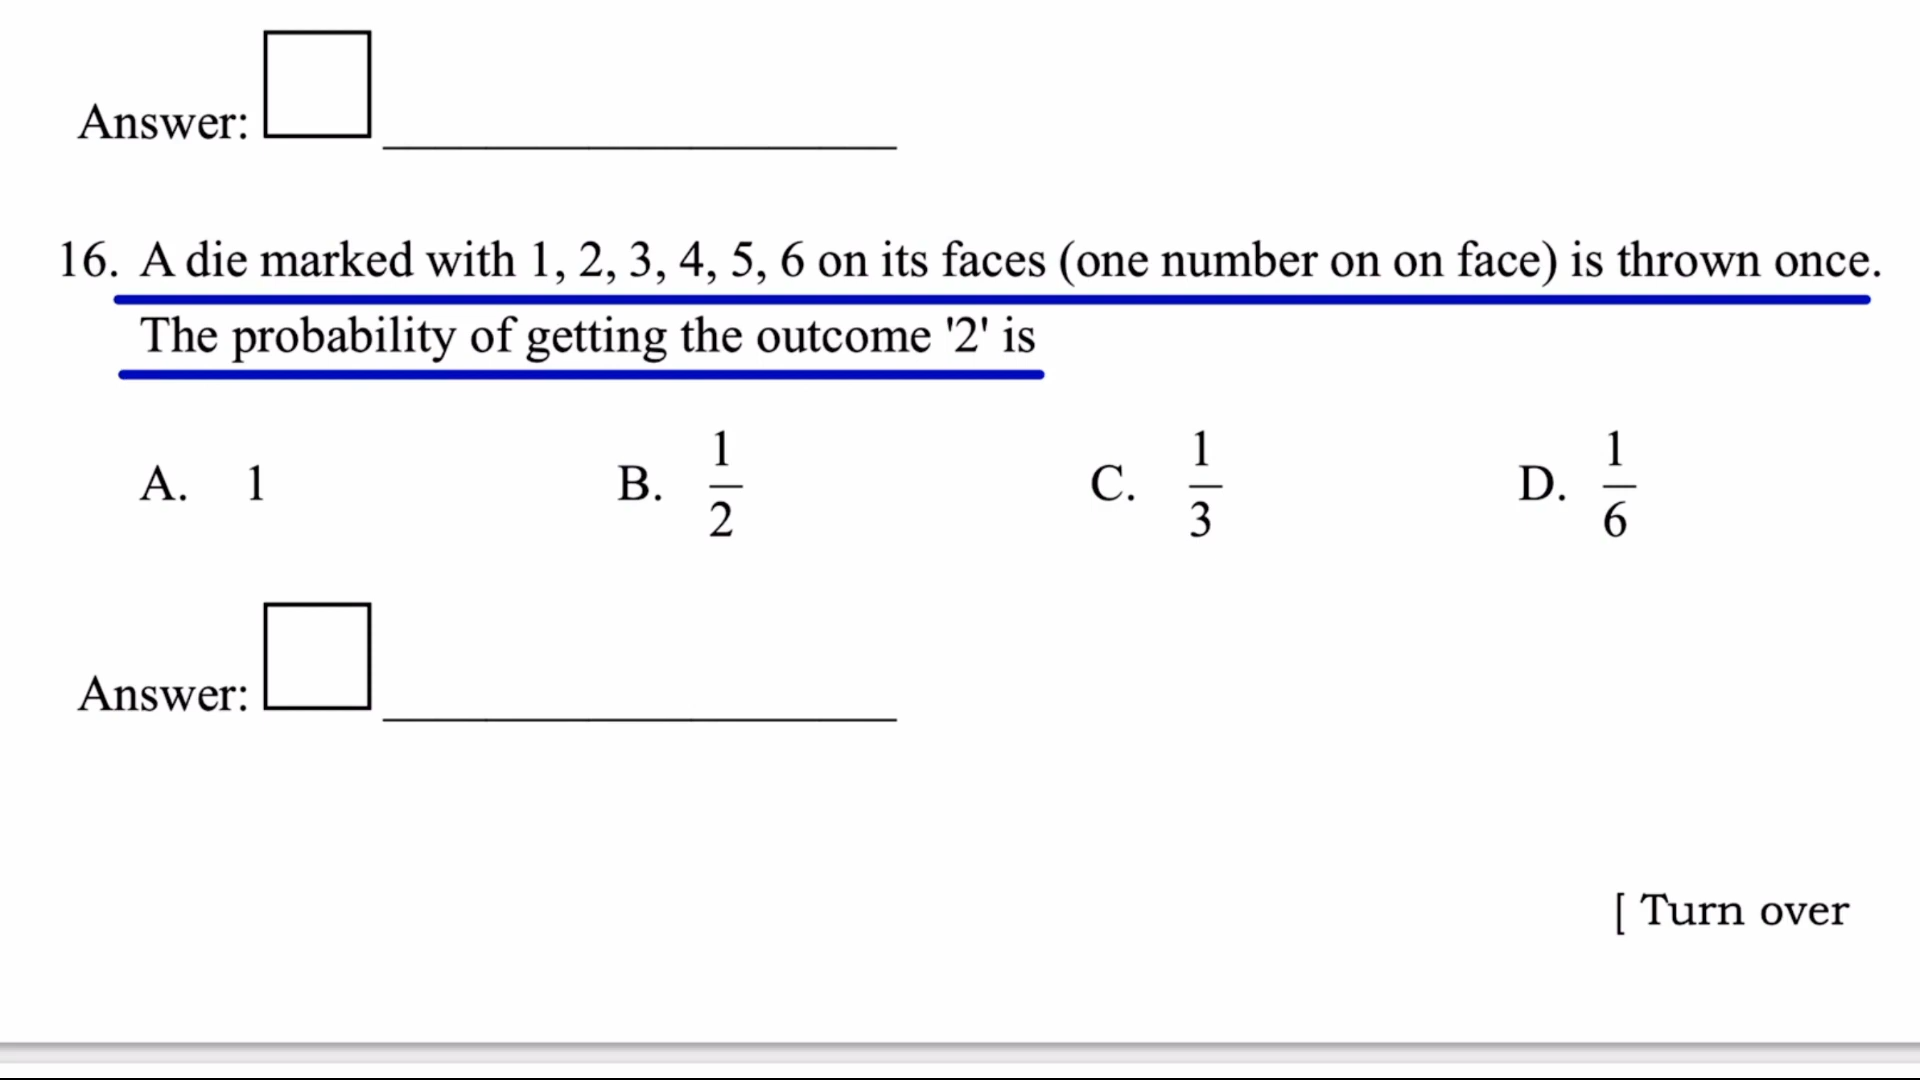 Answer:
16. A die marked with 1, 2, 3, 4, 5, 6 on its faces (one number on on face) is thrown once.
The probability of getting the outcome '2' is
A. 1 B. 1/2 C. 1/3 D. 1/6
Answer:
[ Turn over